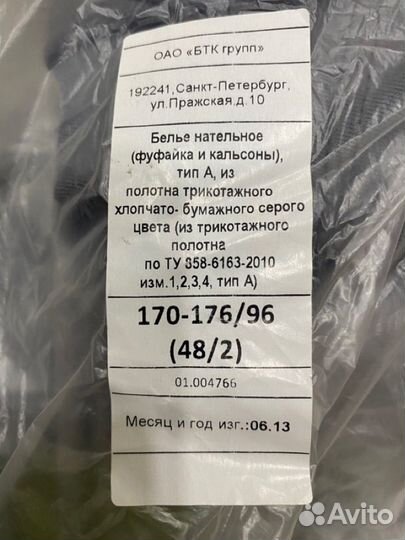 ОАО «БТК групп»
192241,Санкт-Петербург,
ул.Пражская,д.10
Белье нательное
(фуфайка и кальсоны),
тип А, из
полотна трикотажного
хлопчато- бумажного серого
цвета (из трикотажного
полотна
по ТУ 858-6163-2010
изм.1,2,3,4, тип А)
170-176/96
(48/2)
01.004766
Месяц и год изг.:06.13
Avito